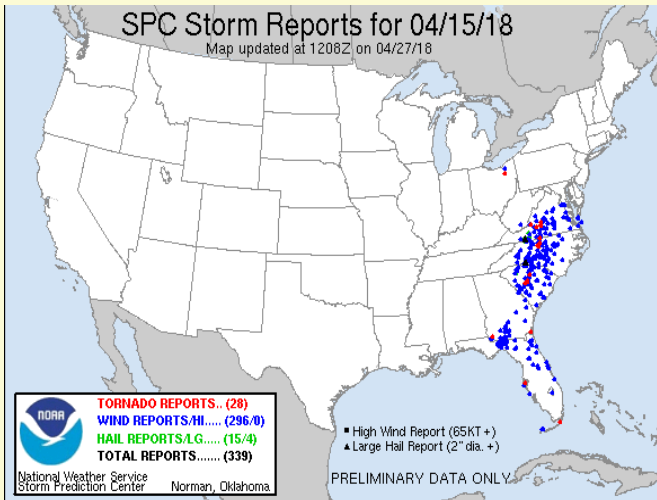 SPC Storm Reports for 04/15/18
Map updated at 1208Z on 04/27/18
NOAA
TORNADO REPORTS.. (28)
WIND REPORTS/HI..... (296/0)
HAIL REPORTS/LG..... (15/4)
TOTAL REPORTS....... (339)
National Weather Service
Storm Prediction Center Norman, Oklahoma
High Wind Report (65KT +)
Large Hail Report (2" dia. +)
PRELIMINARY DATA ONLY